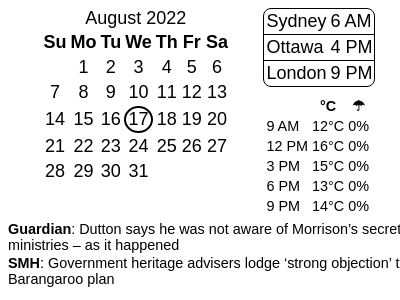 August 2022
Su Mo Tu We Th Fr Sa
1 2 3 4 5 6
7 8 9 10 11 12 13
14 15 16 17 18 19 20
21 22 23 24 25 26 27
28 29 30 31
Sydney 6 AM
Ottawa 4 PM
London 9 PM
°C ☂
9 AM 12°C 0%
12 PM 16°C 0%
3 PM 15°C 0%
6 PM 13°C 0%
9 PM 14°C 0%
Guardian: Dutton says he was not aware of Morrison’s secret
ministries – as it happened
SMH: Government heritage advisers lodge ‘strong objection’ t
Barangaroo plan